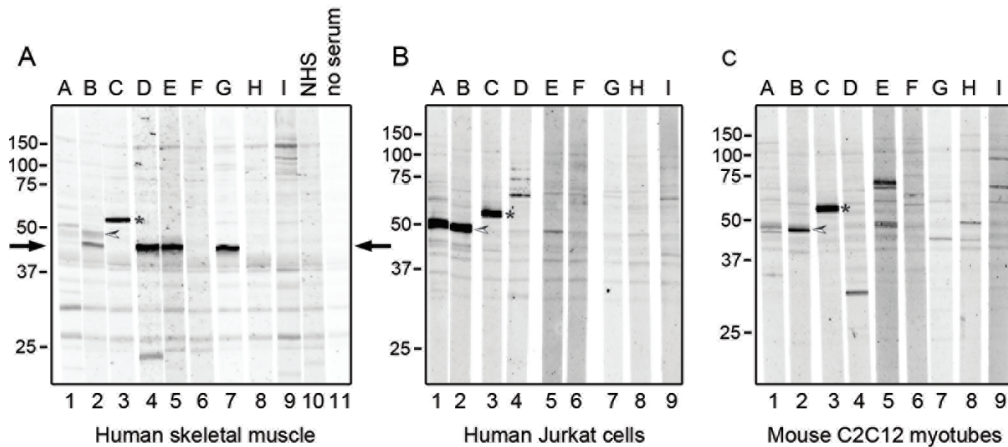 A
A B C D E F G H I NHS no serum
150
100
75
50
37
25
*
1 2 3 4 5 6 7 8 9 10 11
Human skeletal muscle
B
A B C D E F G H I
150
100
75
50
37
25
*
1 2 3 4 5 6 7 8 9
Human Jurkat cells
C
A B C D E F G H I
150
100
75
50
37
25
*
1 2 3 4 5 6 7 8 9
Mouse C2C12 myotubes